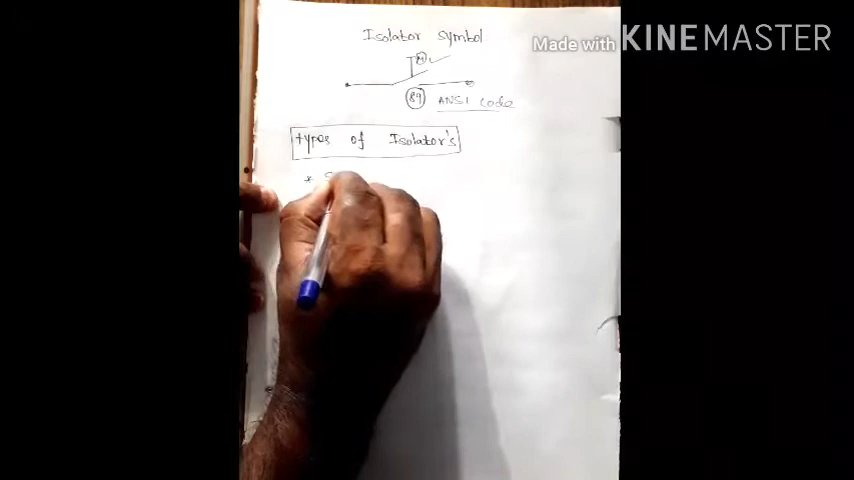 Isolator symbol
Made with KINEMASTER
M
89 ANSI code
types of Isolator's
* S